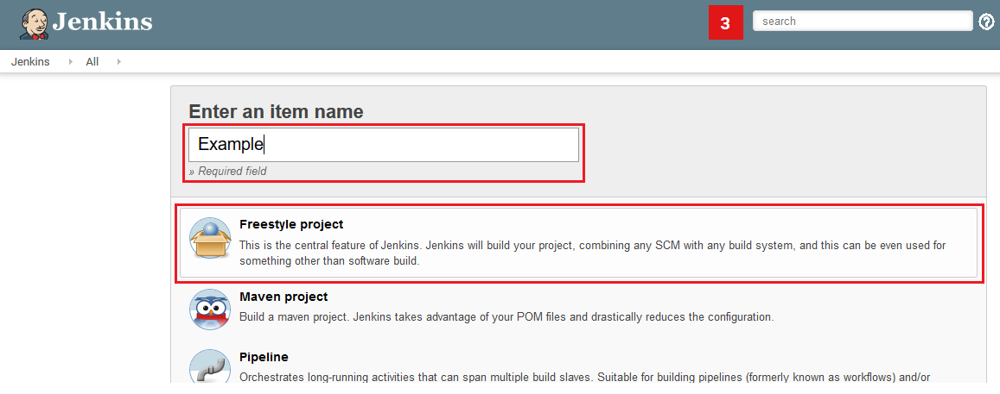 Jenkins
3
search
Jenkins
All
Enter an item name
Example
» Required field
Freestyle project
This is the central feature of Jenkins. Jenkins will build your project, combining any SCM with any build system, and this can be even used for
something other than software build.
Maven project
Build a maven project. Jenkins takes advantage of your POM files and drastically reduces the configuration.
Pipeline
Orchestrates long-running activities that can span multiple build slaves. Suitable for building pipelines (formerly known as workflows) and/or